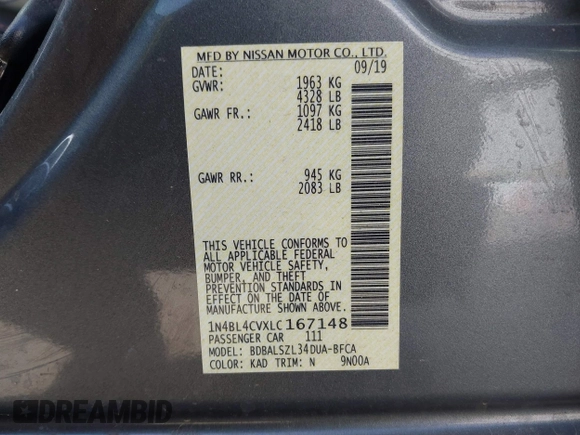 MFD BY NISSAN MOTOR CO., LTD.
DATE: 09/19
GVWR: 1963 KG
4328 LB
GAWR FR.: 1097 KG
2418 LB
GAWR RR.: 945 KG
2083 LB
THIS VEHICLE CONFORMS TO
ALL APPLICABLE FEDERAL
MOTOR VEHICLE SAFETY,
BUMPER, AND THEFT
PREVENTION STANDARDS IN
EFFECT ON THE DATE OF
MANUFACTURE SHOWN ABOVE.
1N4BL4CVXLC167148
PASSENGER CAR 111
MODEL: BDBALSZL34DUA-BFCA
COLOR: KAD TRIM: N 9N00A
DREAMBID